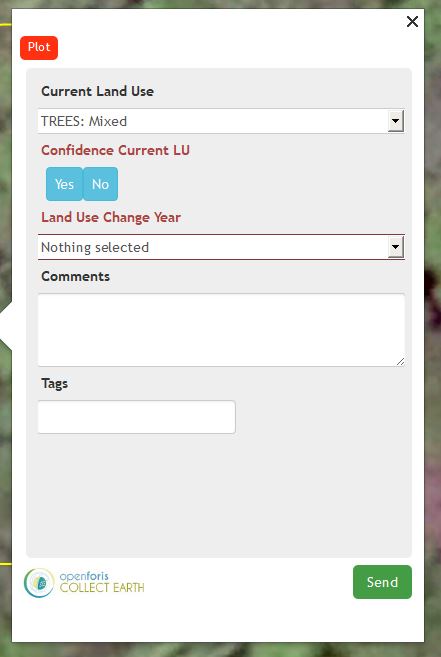 Plot
Current Land Use
TREES: Mixed
Confidence Current LU
Yes No
Land Use Change Year
Nothing selected
Comments
Tags
openforis
COLLECT EARTH
Send